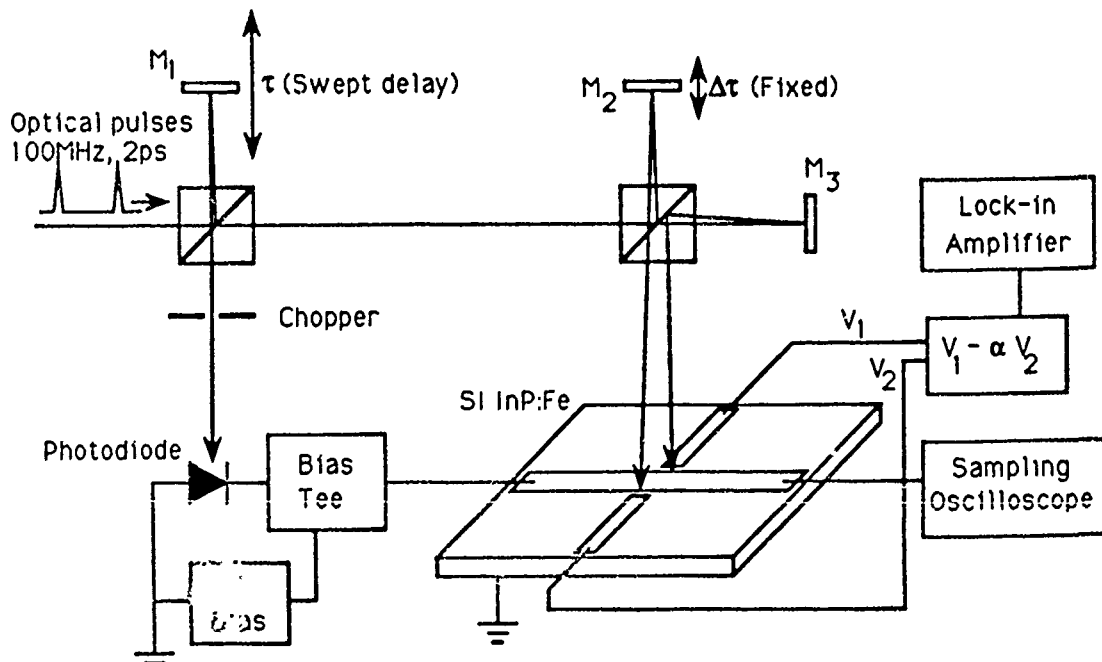 M1
τ (Swept delay)
M2
Δτ (Fixed)
Optical pulses
100MHz, 2ps
M3
Lock-in
Amplifier
Chopper
V1
V1 - α V2
V2
SI InP:Fe
Photodiode
Bias
Tee
Sampling
Oscilloscope